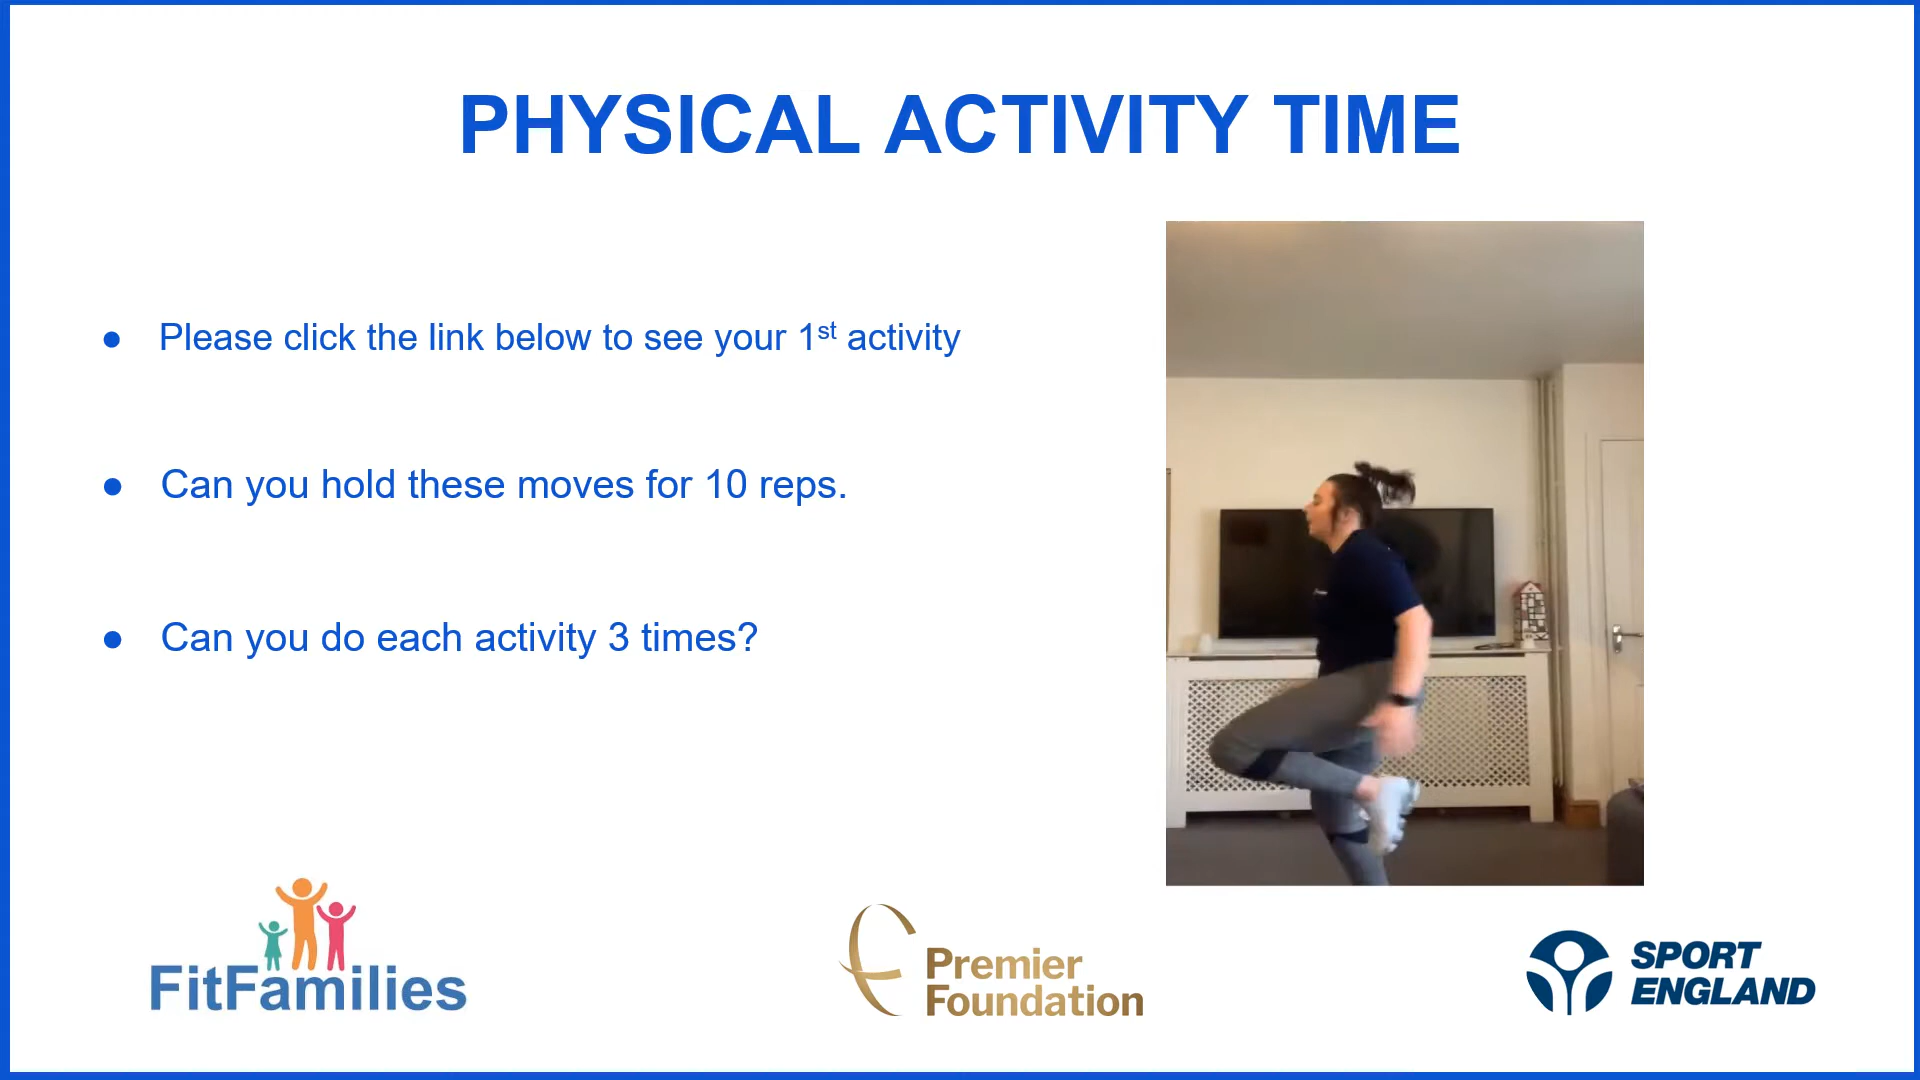 PHYSICAL ACTIVITY TIME
● Please click the link below to see your 1st activity
● Can you hold these moves for 10 reps.
● Can you do each activity 3 times?
FitFamilies
Premier
Foundation
SPORT
ENGLAND